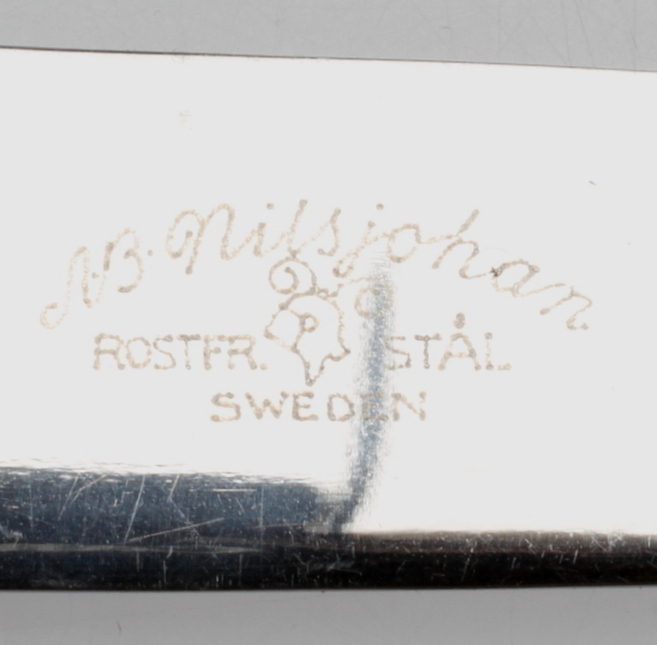 A.B. Nilsjohan.
ROSTFR. STÅL
SWEDEN